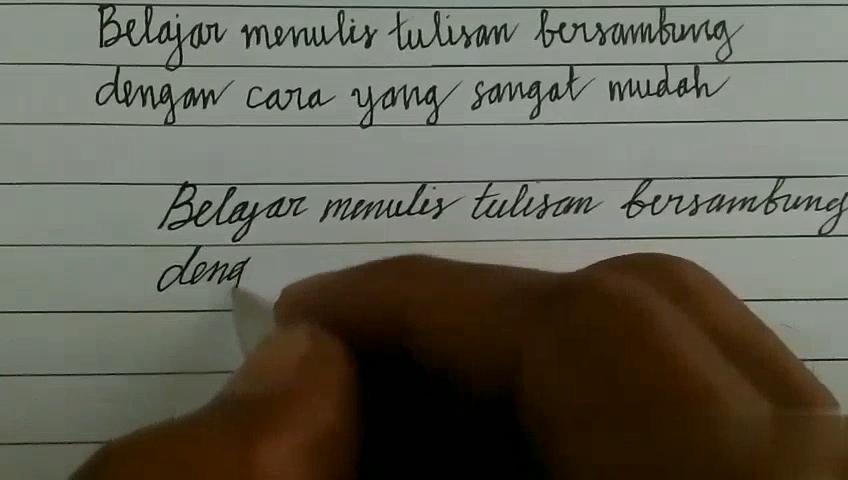 Belajar menulis tulisan bersambung
dengan cara yang sangat mudah
Belajar menulis tulisan bersambung
deng